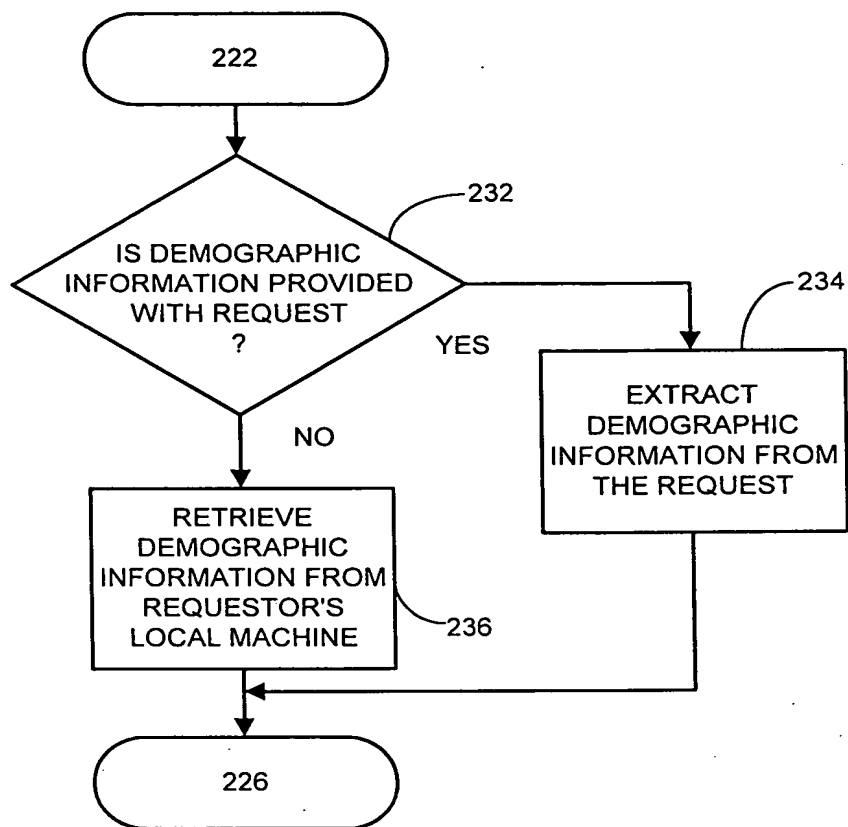 222
232
IS DEMOGRAPHIC
INFORMATION PROVIDED
WITH REQUEST
?
YES
NO
234
EXTRACT
DEMOGRAPHIC
INFORMATION FROM
THE REQUEST
RETRIEVE
DEMOGRAPHIC
INFORMATION FROM
REQUESTOR'S
LOCAL MACHINE
236
226